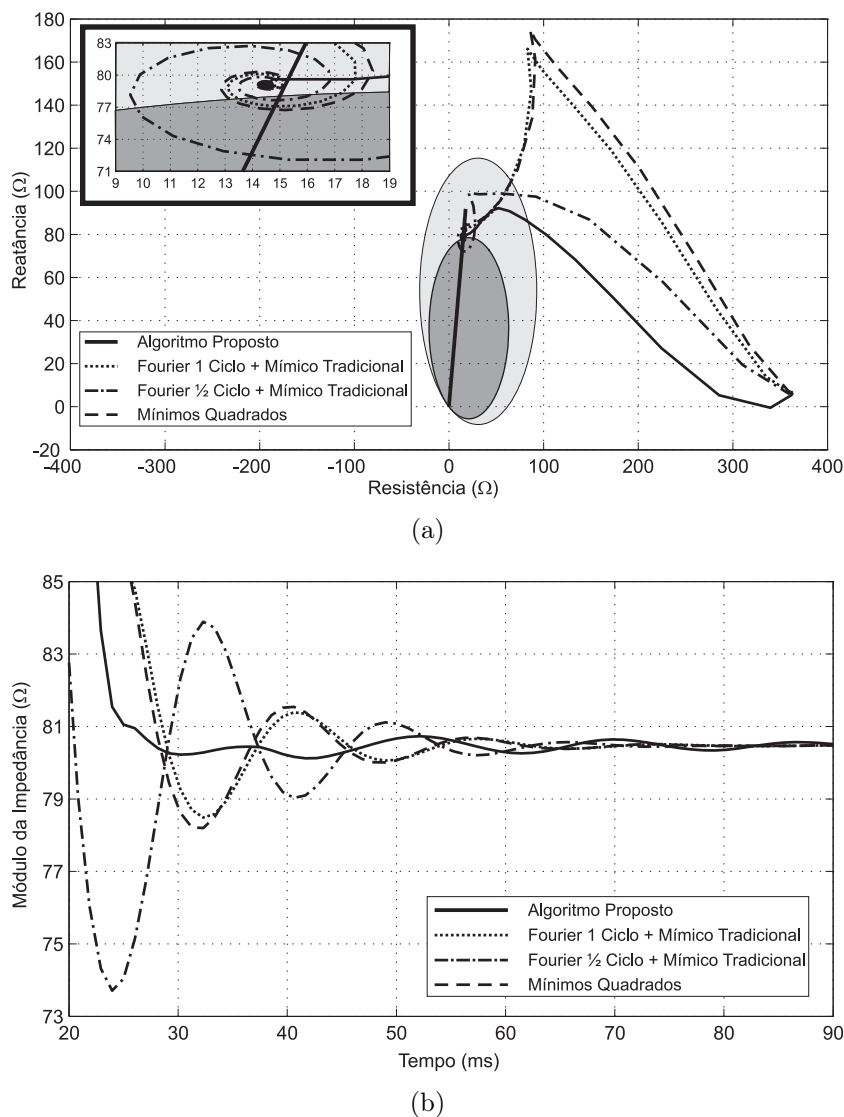 180
160
140
120
100
80
60
40
20
0
-20
Reatância (Ω)
83
80
77
74
71
9 10 11 12 13 14 15 16 17 18 19
Algoritmo Proposto
Fourier 1 Ciclo + Mímico Tradicional
Fourier ½ Ciclo + Mímico Tradicional
Mínimos Quadrados
-400 -300 -200 -100 0 100 200 300 400
Resistência (Ω)
(a)
85
83
81
79
77
75
73
Módulo da Impedância (Ω)
Algoritmo Proposto
Fourier 1 Ciclo + Mímico Tradicional
Fourier ½ Ciclo + Mímico Tradicional
Mínimos Quadrados
20 30 40 50 60 70 80 90
Tempo (ms)
(b)